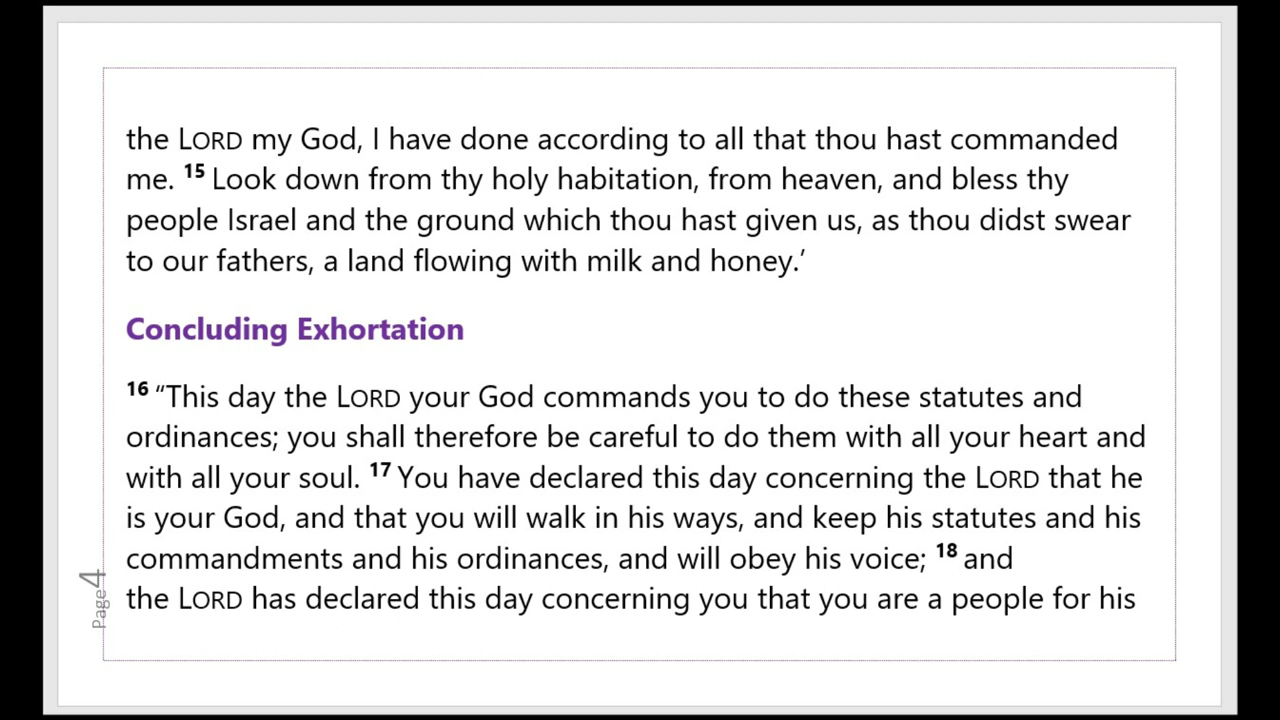 the LORD my God, I have done according to all that thou hast commanded
me. 15 Look down from thy holy habitation, from heaven, and bless thy
people Israel and the ground which thou hast given us, as thou didst swear
to our fathers, a land flowing with milk and honey.’
Concluding Exhortation
16 “This day the LORD your God commands you to do these statutes and
ordinances; you shall therefore be careful to do them with all your heart and
with all your soul. 17 You have declared this day concerning the LORD that he
is your God, and that you will walk in his ways, and keep his statutes and his
commandments and his ordinances, and will obey his voice; 18 and
the LORD has declared this day concerning you that you are a people for his
Page4